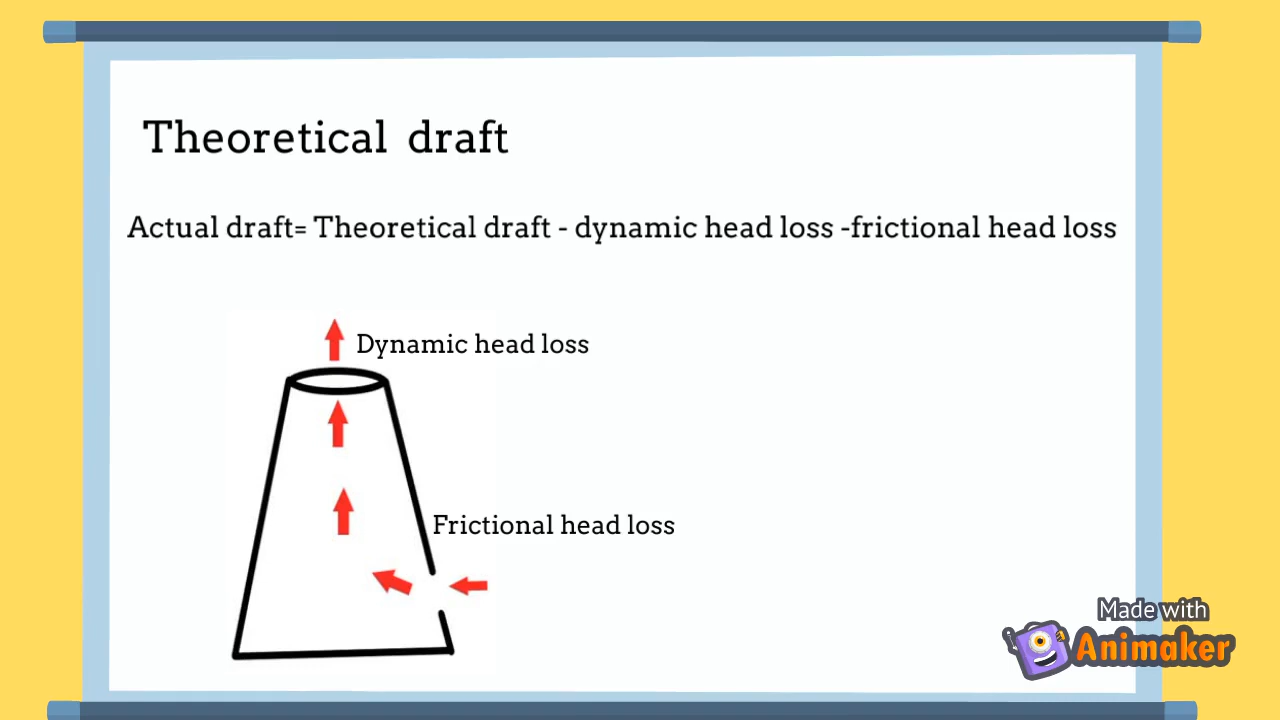 Theoretical draft
Actual draft= Theoretical draft - dynamic head loss -frictional head loss
Dynamic head loss
Frictional head loss
Made with
Animaker